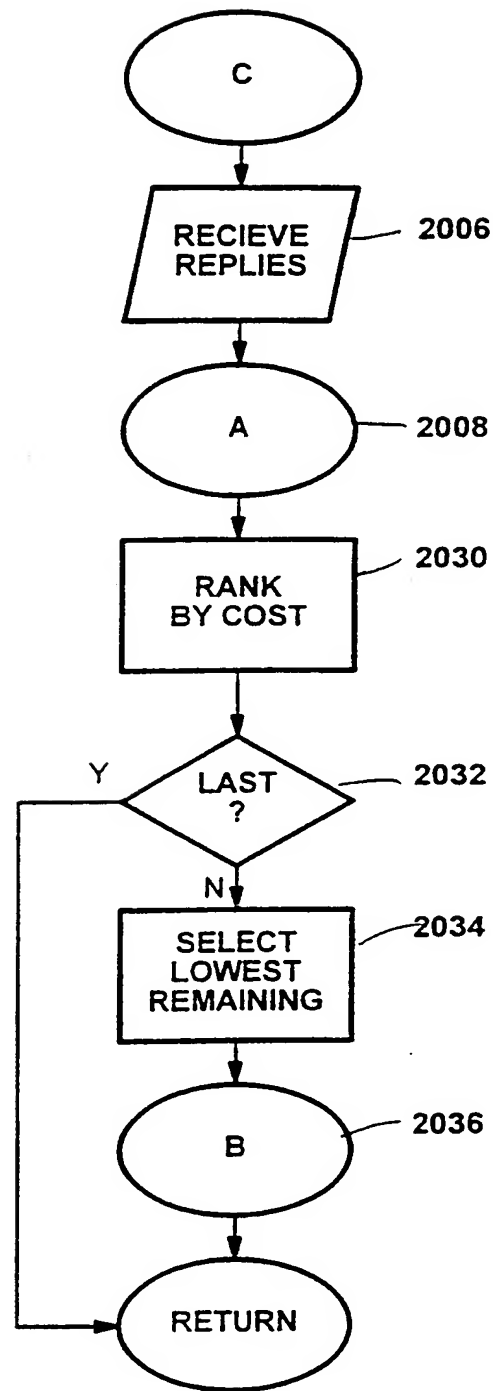 C
RECIEVE
REPLIES
2006
A
2008
RANK
BY COST
2030
LAST
?
2032
Y
N
SELECT
LOWEST
REMAINING
2034
B
2036
RETURN